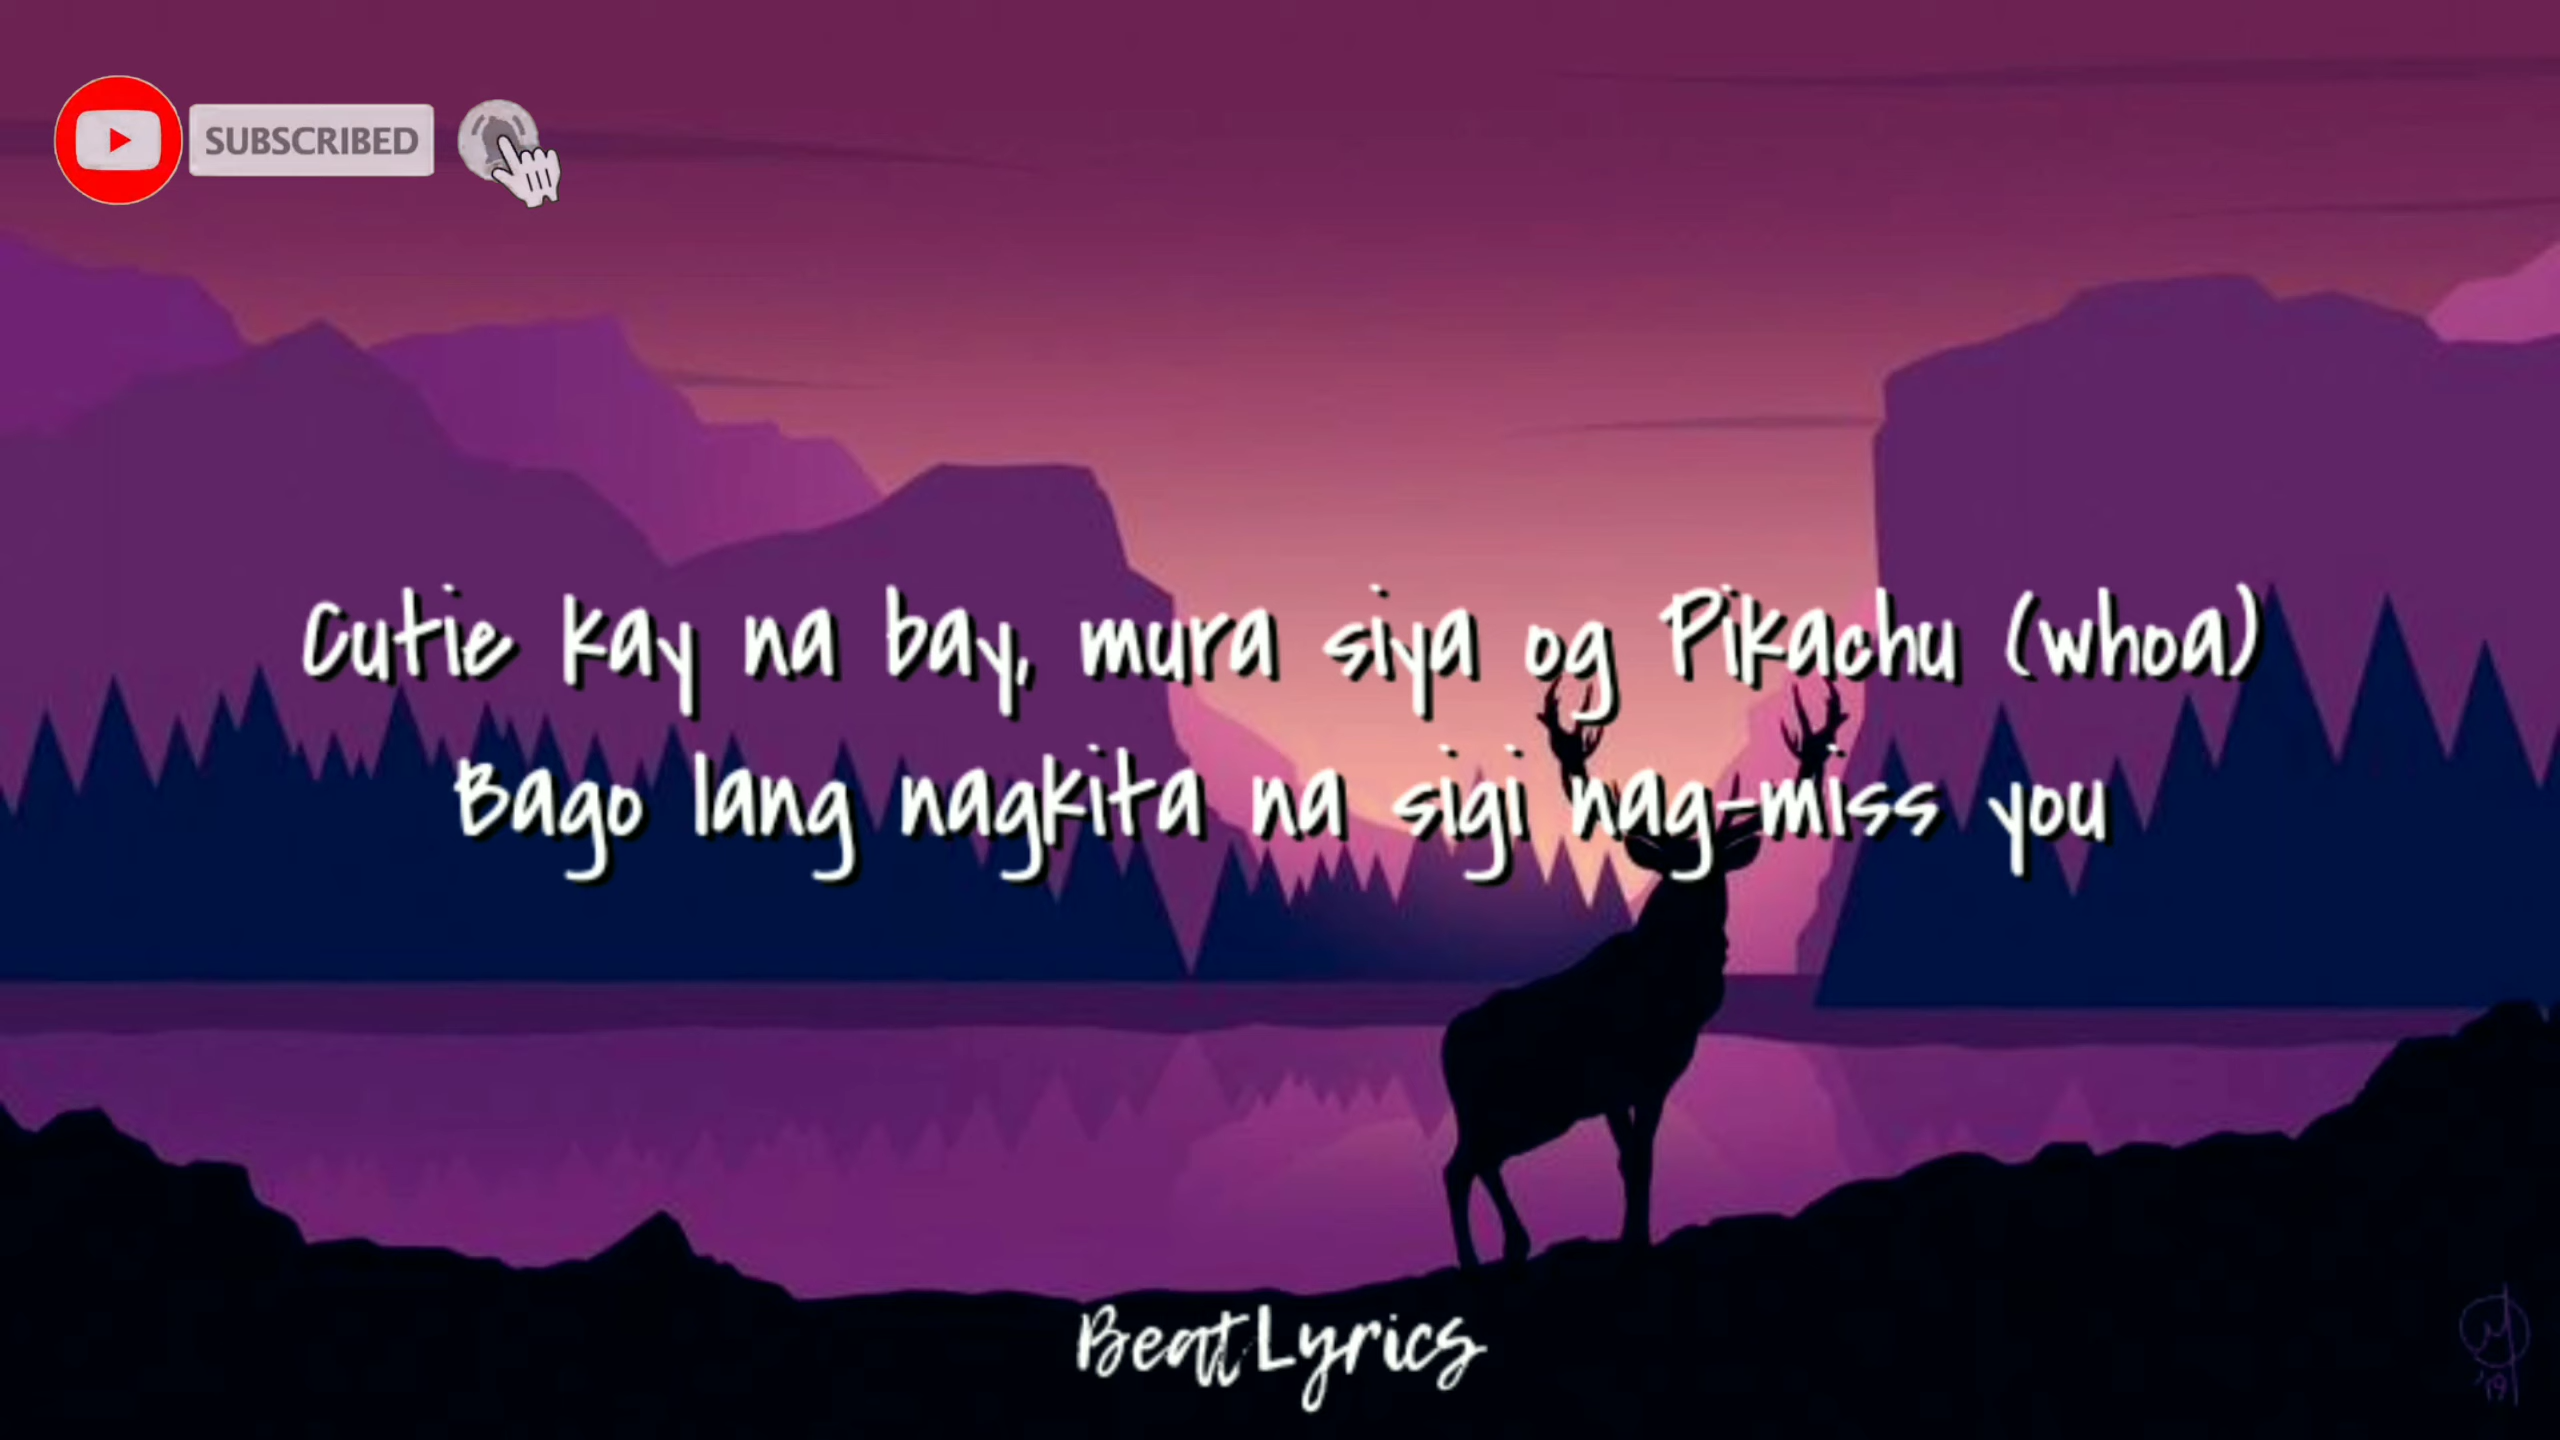 SUBSCRIBED
Cutie kay na bay, mura siya og Pikachu (whoa)
Bago lang nagkita na sigi nag-miss you
BeatLyrics
'19